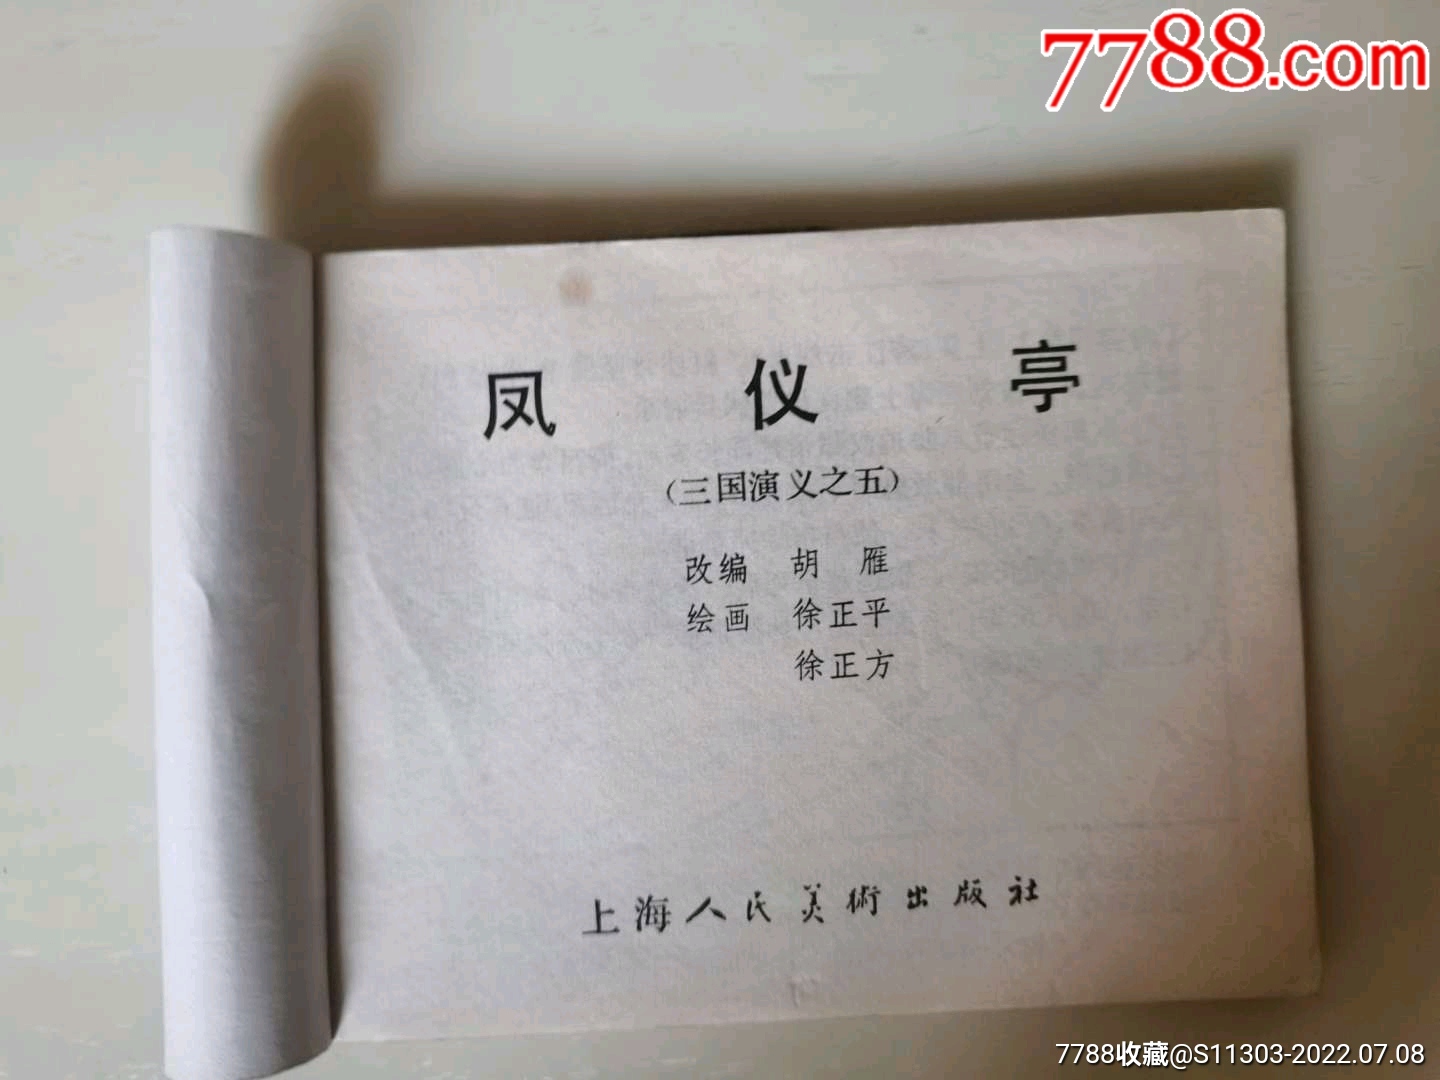 7788.com
凤仪亭
（三国演义之五）
改编 胡雁
绘画 徐正平
徐正方
上海人民美術出版社
7788收藏@S11303-2022.07.08